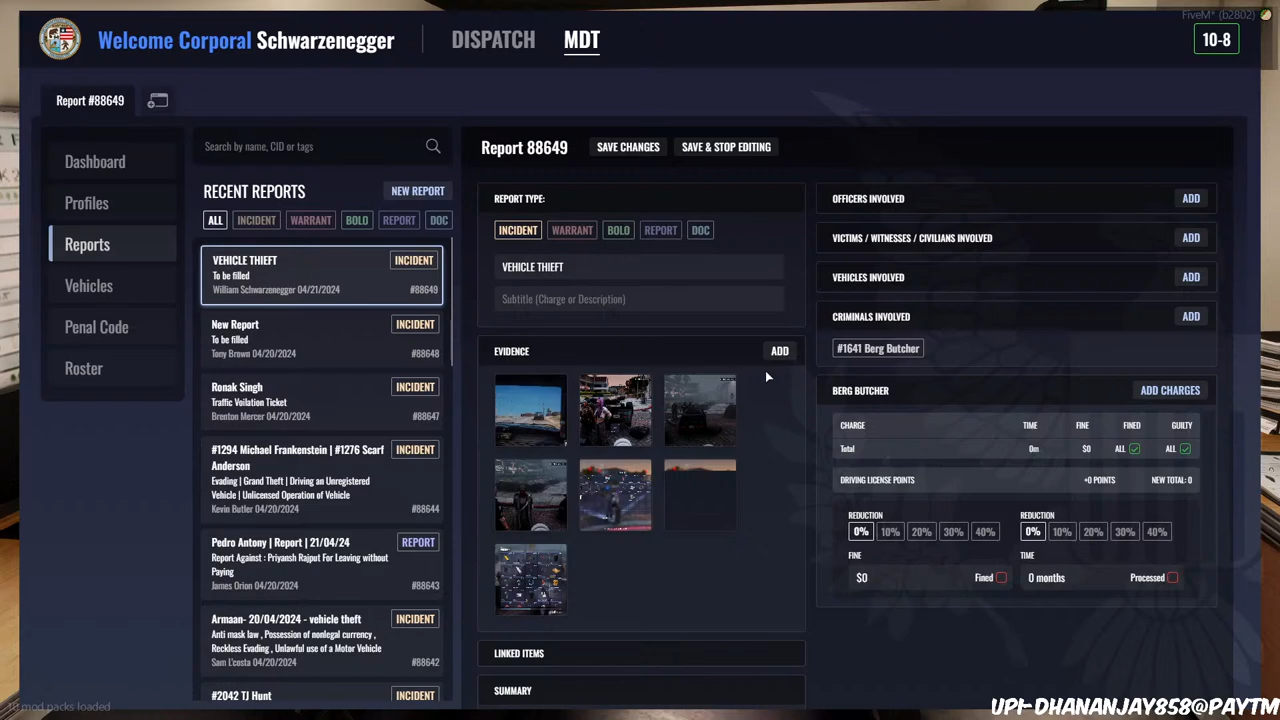 FiveM* (b2802)
Welcome Corporal Schwarzenegger
DISPATCH
MDT
10-8
Report #88649
Dashboard
Profiles
Reports
Vehicles
Penal Code
Roster
Search by name, CID or tags
RECENT REPORTS
NEW REPORT
ALL INCIDENT WARRANT BOLO REPORT DOC
VEHICLE THEFT INCIDENT
To be filled
William Schwarzenegger 04/21/2024 #88649
New Report INCIDENT
To be filled
Tony Brown 04/20/2024 #88648
Ronak Singh INCIDENT
Traffic Voilation Ticket
Brenton Mercer 04/20/2024 #88647
#1294 Michael Frankenstein | #1276 Scarf INCIDENT
Anderson
Evading | Grand Theft | Driving an Unregistered
Vehicle | Unlicensed Operation of Vehicle
Kevin Butler 04/20/2024 #88644
Pedro Antony | Report | 21/04/24 REPORT
Report Against : Priyansh Rajput For Leaving without
Paying
James Orion 04/20/2024 #88643
Armaan- 20/04/2024 - vehicle theft INCIDENT
Anti mask law , Possession of nonlegal currency ,
Reckless Evading , Unlawful use of a Motor Vehicle
Sam L'costa 04/20/2024 #88642
#2042 TJ Hunt INCIDENT
Report 88649
SAVE CHANGES
SAVE & STOP EDITING
REPORT TYPE:
INCIDENT WARRANT BOLO REPORT DOC
VEHICLE THEFT
Subtitle (Charge or Description)
EVIDENCE ADD
LINKED ITEMS
SUMMARY
OFFICERS INVOLVED ADD
VICTIMS / WITNESSES / CIVILIANS INVOLVED ADD
VEHICLES INVOLVED ADD
CRIMINALS INVOLVED ADD
#1641 Berg Butcher
BERG BUTCHER ADD CHARGES
CHARGE TIME FINE FINED GUILTY
Total 0m $0 ALL ALL
DRIVING LICENSE POINTS +0 POINTS NEW TOTAL: 0
REDUCTION REDUCTION
0% 10% 20% 30% 40% 0% 10% 20% 30% 40%
FINE TIME
$0 Fined 0 months Processed
10 mod packs loaded
UPI-DHANANJAY858@PAYTM